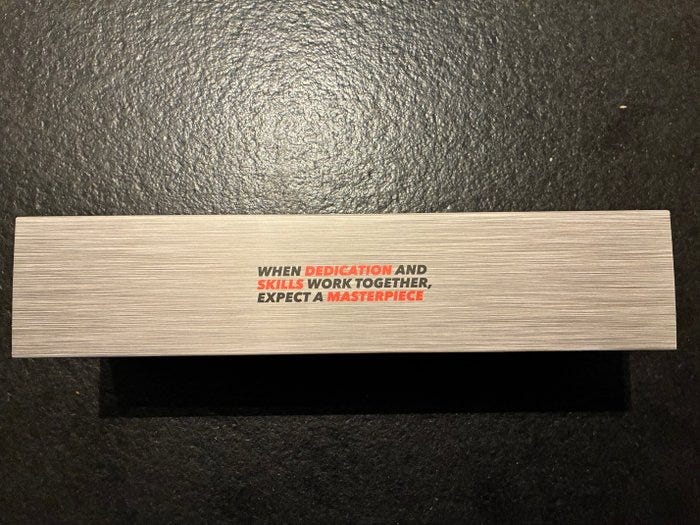 WHEN DEDICATION AND
SKILLS WORK TOGETHER,
EXPECT A MASTERPIECE